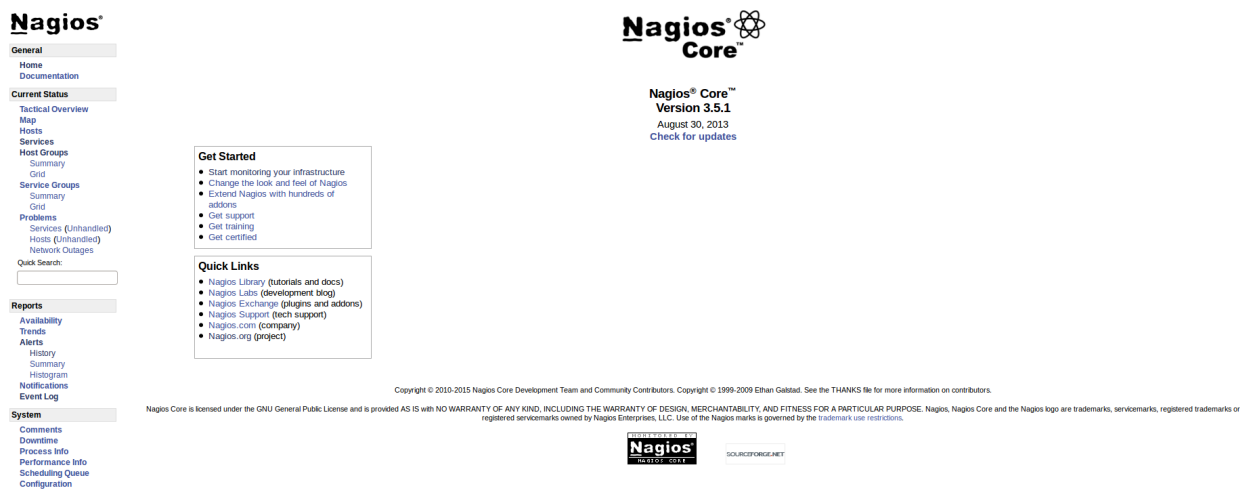 Nagios®
General
Home
Documentation
Current Status
Tactical Overview
Map
Hosts
Services
Host Groups
Summary
Grid
Service Groups
Summary
Grid
Problems
Services (Unhandled)
Hosts (Unhandled)
Network Outages
Quick Search:
Reports
Availability
Trends
Alerts
History
Summary
Histogram
Notifications
Event Log
System
Comments
Downtime
Process Info
Performance Info
Scheduling Queue
Configuration
Nagios®
Core™
Nagios® Core™
Version 3.5.1
August 30, 2013
Check for updates
Get Started
Start monitoring your infrastructure
Change the look and feel of Nagios
Extend Nagios with hundreds of
addons
Get support
Get training
Get certified
Quick Links
Nagios Library (tutorials and docs)
Nagios Labs (development blog)
Nagios Exchange (plugins and addons)
Nagios Support (tech support)
Nagios.com (company)
Nagios.org (project)
Copyright © 2010-2015 Nagios Core Development Team and Community Contributors. Copyright © 1999-2009 Ethan Galstad. See the THANKS file for more information on contributors.
Nagios Core is licensed under the GNU General Public License and is provided AS IS with NO WARRANTY OF ANY KIND, INCLUDING THE WARRANTY OF DESIGN, MERCHANTABILITY, AND FITNESS FOR A PARTICULAR PURPOSE. Nagios, Nagios Core and the Nagios logo are trademarks, servicemarks, registered trademarks or
registered servicemarks owned by Nagios Enterprises, LLC. Use of the Nagios marks is governed by the trademark use restrictions.
MONITORED BY
Nagios®
NAGIOS CORE
SOURCEFORGE.NET